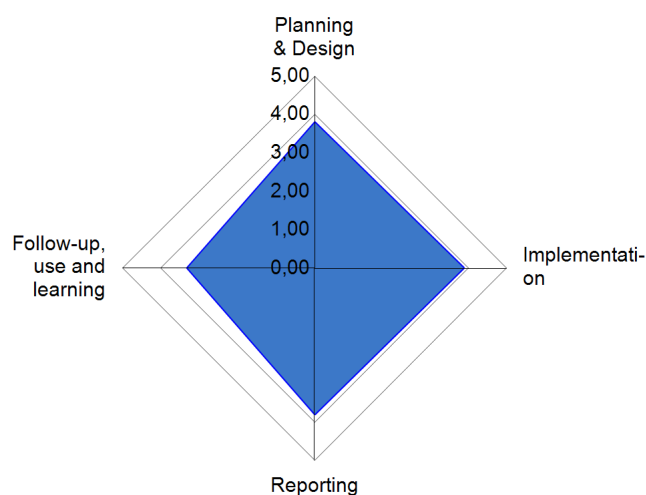 Planning
& Design
5,00
4,00
3,00
2,00
1,00
0,00
Follow-up,
use and
learning
Implementati-
on
Reporting